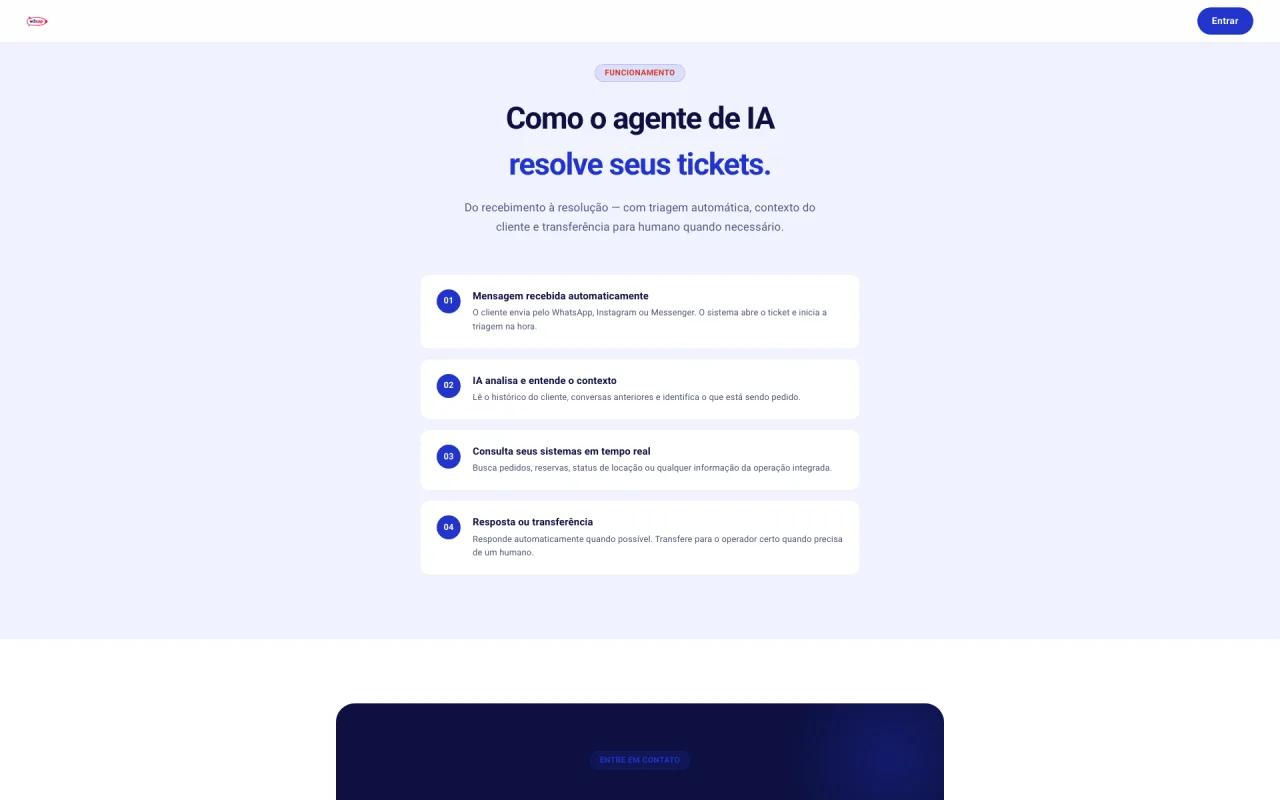 Entrar
FUNCIONAMENTO
Como o agente de IA
resolve seus tickets.
Do recebimento à resolução — com triagem automática, contexto do
cliente e transferência para humano quando necessário.
01
Mensagem recebida automaticamente
O cliente envia pelo WhatsApp, Instagram ou Messenger. O sistema abre o ticket e inicia a
triagem na hora.
02
IA analisa e entende o contexto
Lê o histórico do cliente, conversas anteriores e identifica o que está sendo pedido.
03
Consulta seus sistemas em tempo real
Busca pedidos, reservas, status de locação ou qualquer informação da operação integrada.
04
Resposta ou transferência
Responde automaticamente quando possível. Transfere para o operador certo quando precisa
de um humano.
ENTRE EM CONTATO